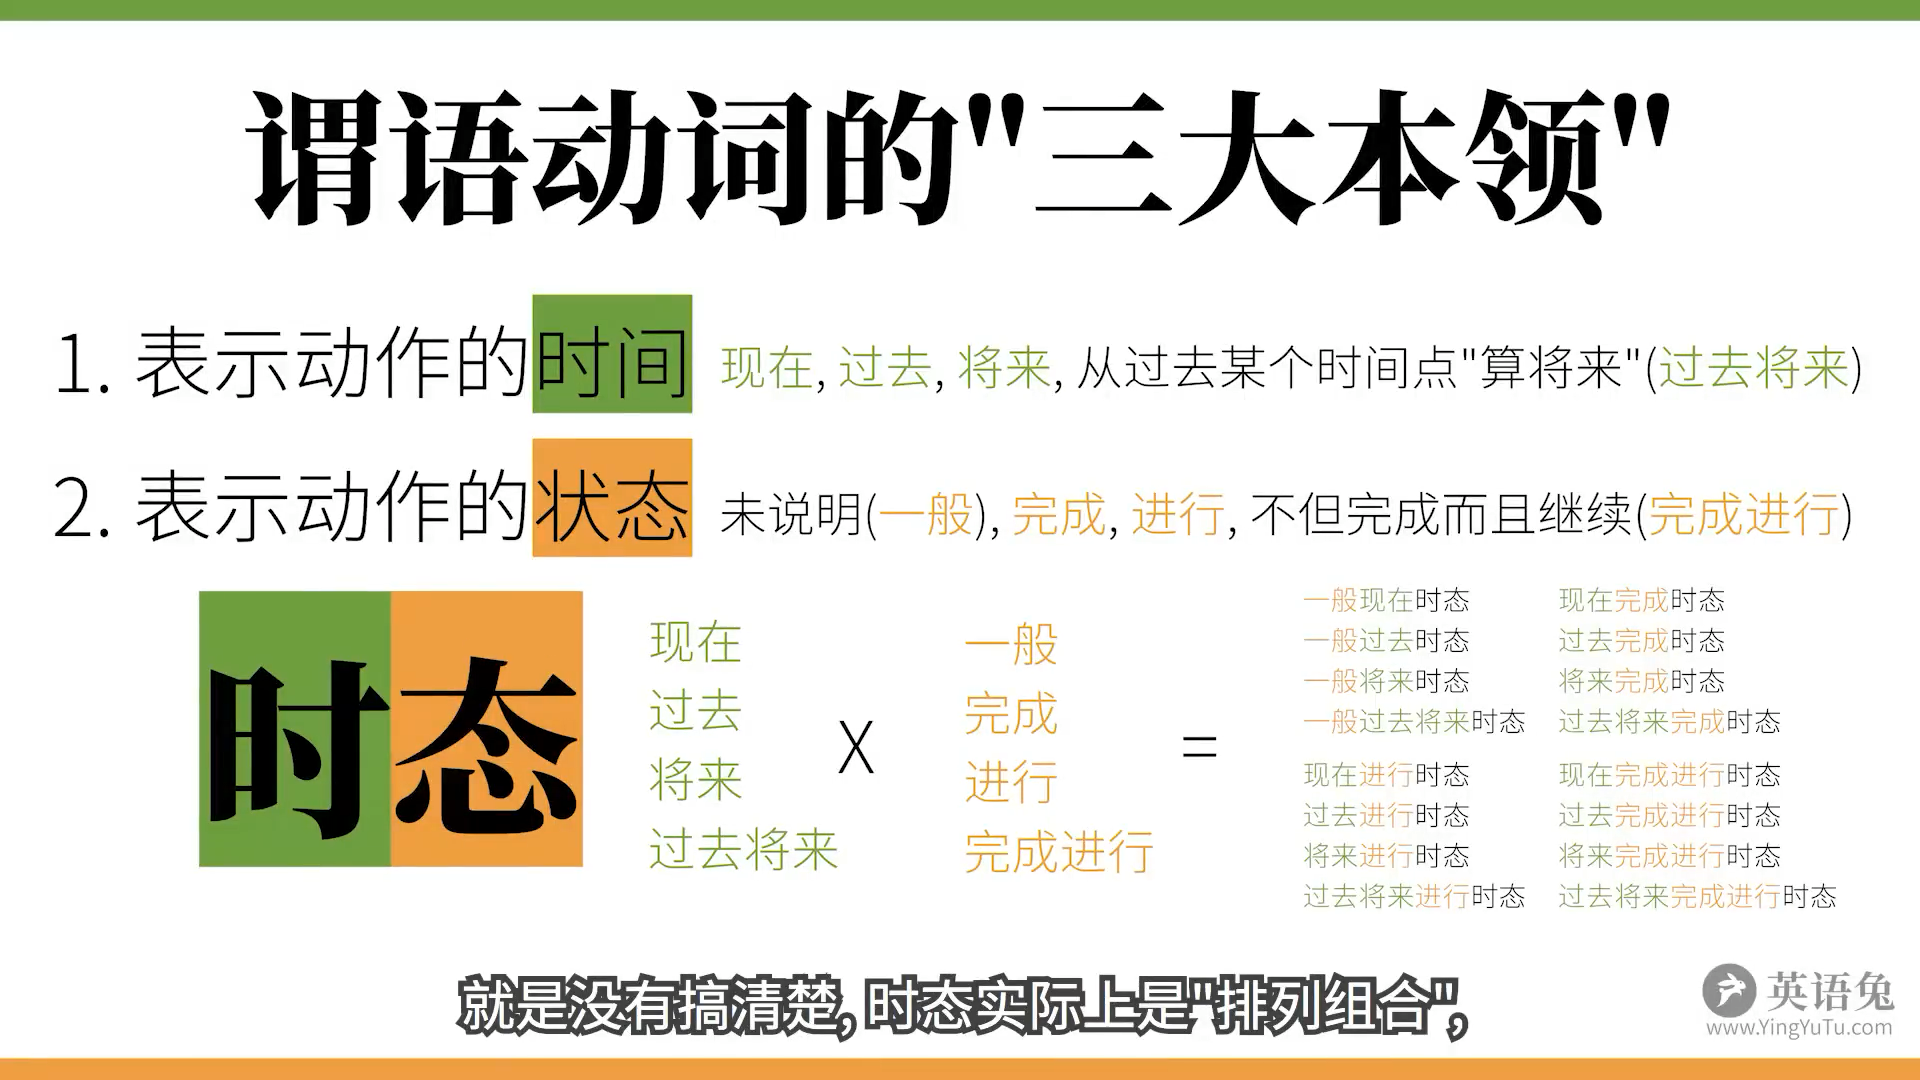 谓语动词的"三大本领"
1. 表示动作的时间 现在, 过去, 将来, 从过去某个时间点"算将来"(过去将来)
2. 表示动作的状态 未说明(一般), 完成, 进行, 不但完成而且继续(完成进行)
时态
现在
过去
将来
过去将来
X
一般
完成
进行
完成进行
=
一般现在时态
一般过去时态
一般将来时态
一般过去将来时态
现在完成时态
过去完成时态
将来完成时态
过去将来完成时态
现在进行时态
过去进行时态
将来进行时态
过去将来进行时态
现在完成进行时态
过去完成进行时态
将来完成进行时态
过去将来完成进行时态
就是没有搞清楚, 时态实际上是"排列组合",
英语兔
www.YingYuTu.com